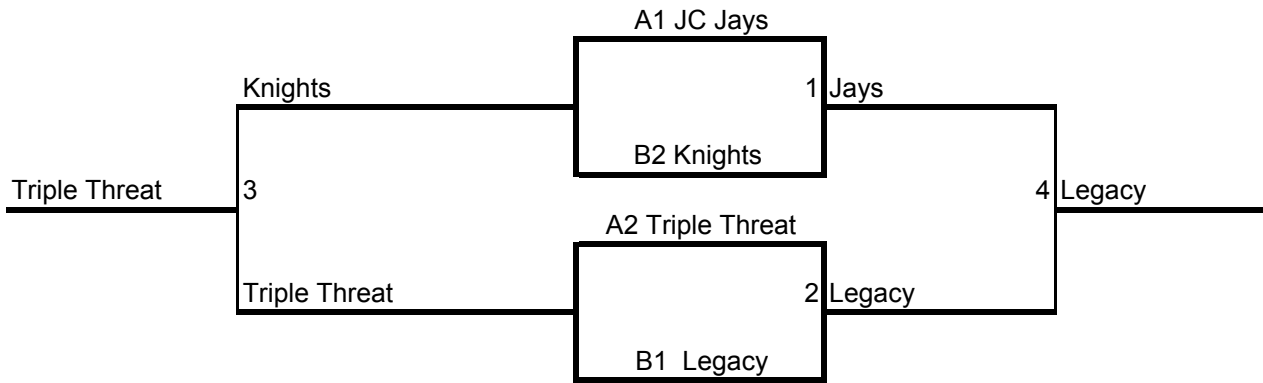 A1 JC Jays
Knights
1 Jays
B2 Knights
Triple Threat
3
4 Legacy
A2 Triple Threat
Triple Threat
2 Legacy
B1 Legacy